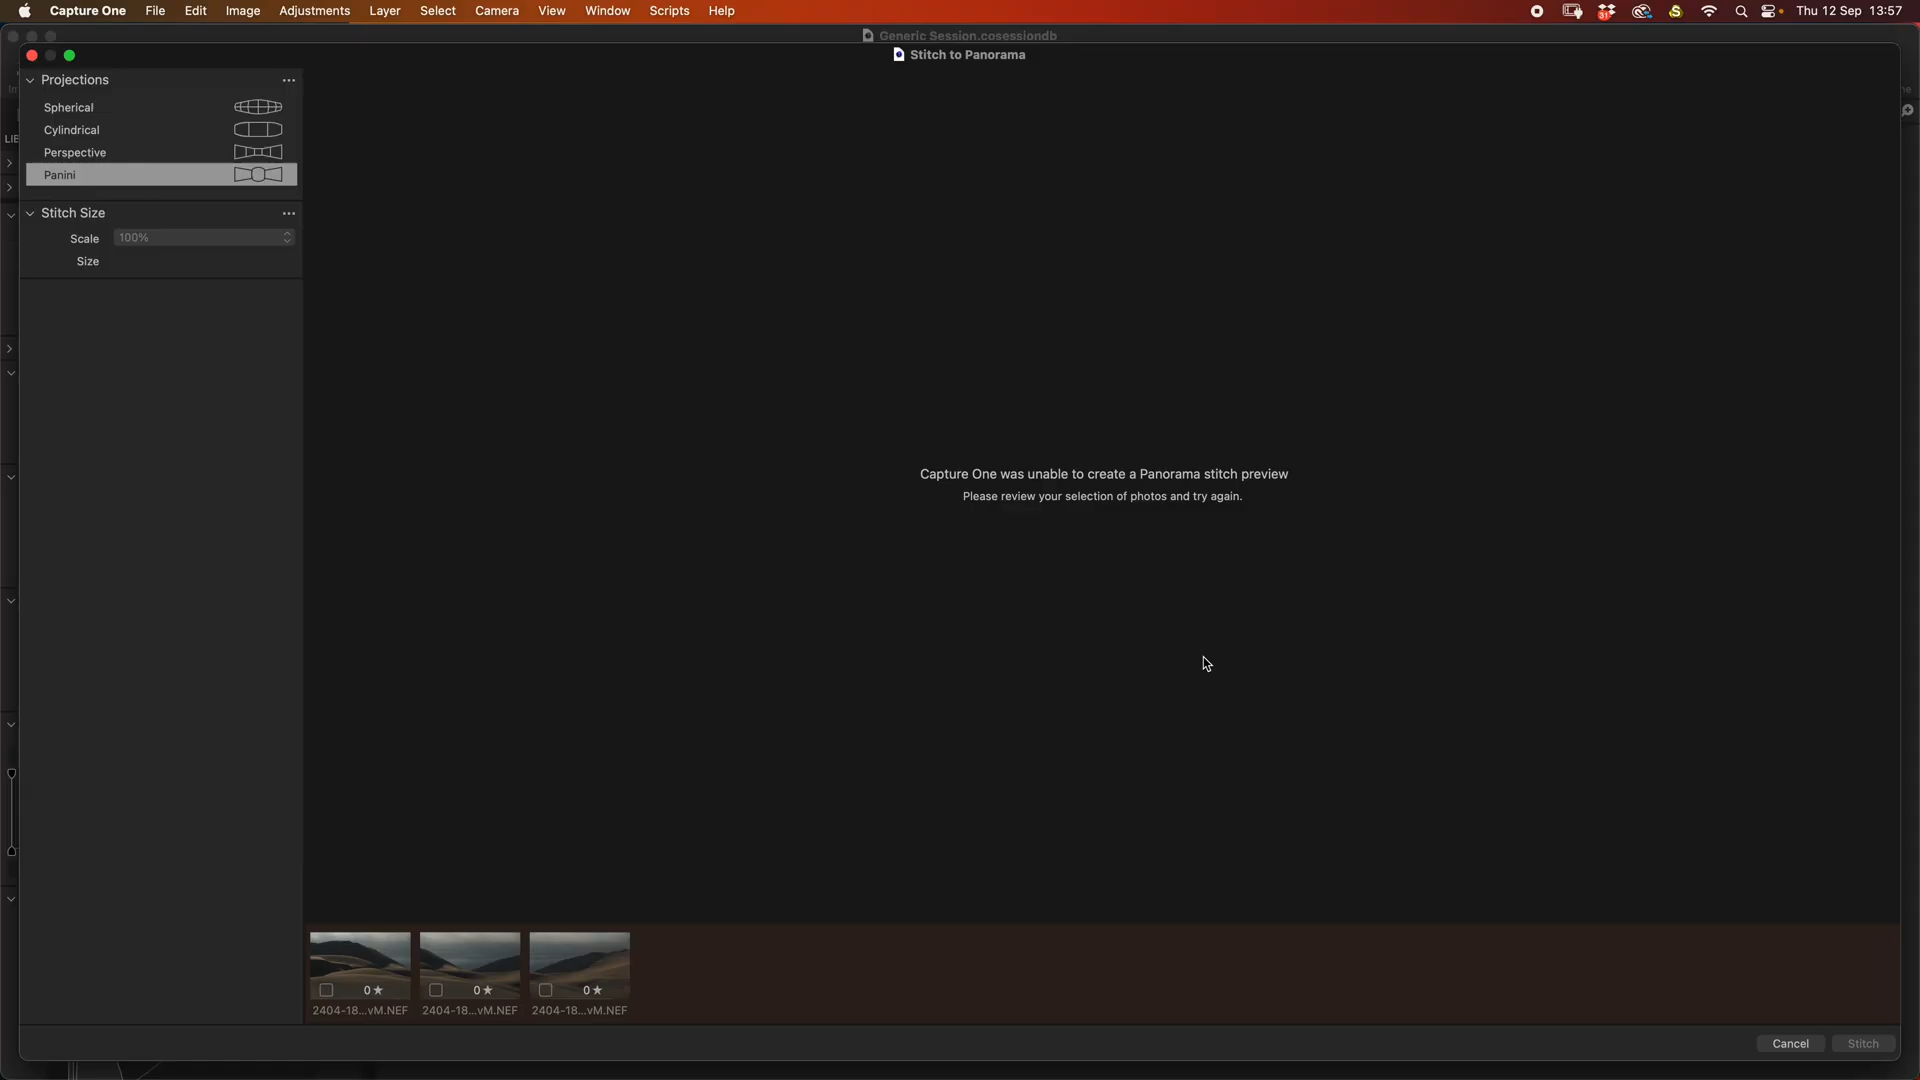 Capture One File Edit Image Adjustments Layer Select Camera View Window Scripts Help
31
Thu 12 Sep 13:57
Generic Session.cosessiondb
Stitch to Panorama
Projections
Spherical
Cylindrical
Perspective
Panini
LIB
Stitch Size
Scale 100%
Size
Capture One was unable to create a Panorama stitch preview
Please review your selection of photos and try again.
0★ 0★ 0★
2404-18...vM.NEF 2404-18...vM.NEF 2404-18...vM.NEF
Cancel Stitch